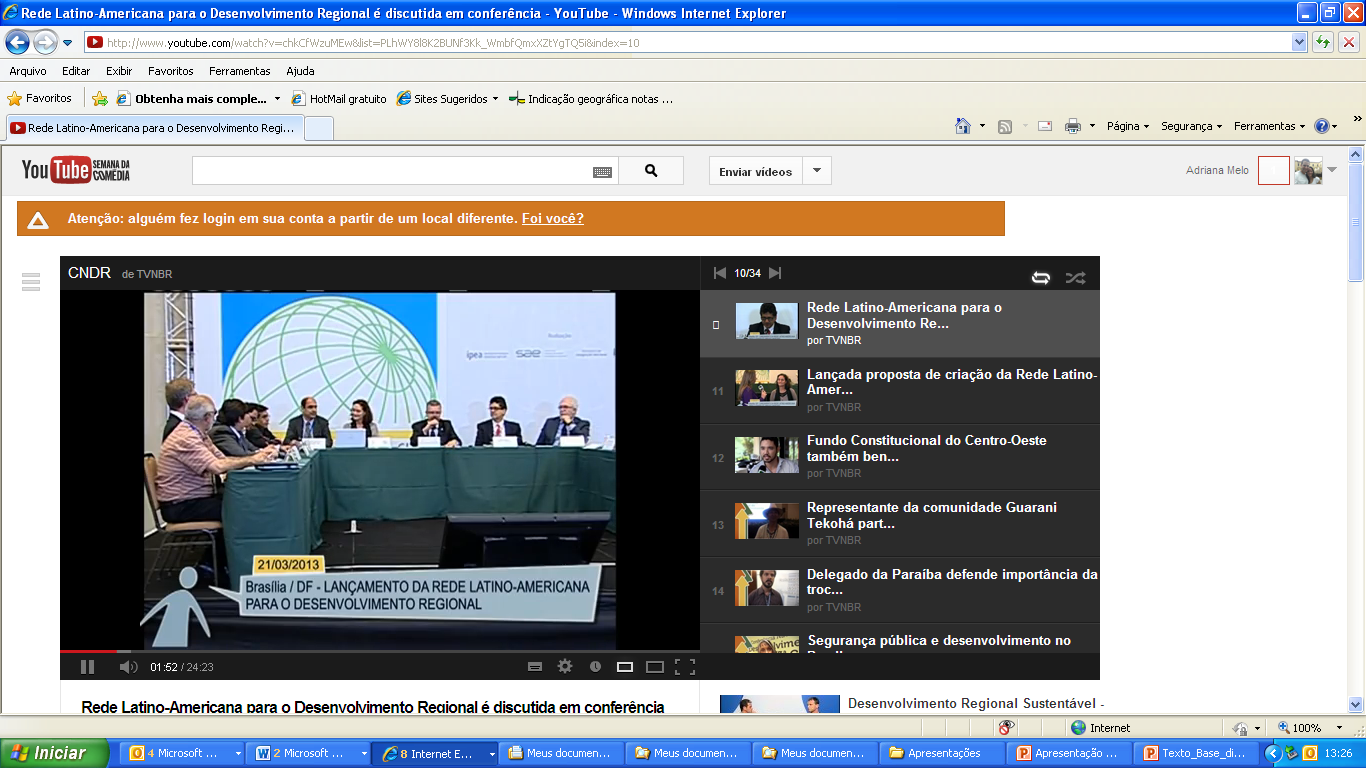 Rede Latino-Americana para o Desenvolvimento Regional é discutida em conferência - YouTube - Windows Internet Explorer
http://www.youtube.com/watch?v=chkCfWzuMEw&list=PLhWY8l8K2BUNf3Kk_WmbfQmxXZtYgTQ5i&index=10
Arquivo Editar Exibir Favoritos Ferramentas Ajuda
Favoritos Obtenha mais comple... HotMail gratuito Sites Sugeridos Indicação geográfica notas ...
Rede Latino-Americana para o Desenvolvimento Regi... Página Segurança Ferramentas
YouTube SEMANA DA COMÉDIA Enviar vídeos Adriana Melo
Atenção: alguém fez login em sua conta a partir de um local diferente. Foi você?
CNDR de TVNBR 10/34
Rede Latino-Americana para o
Desenvolvimento Re...
por TVNBR
11 Lançada proposta de criação da Rede Latino-
Amer...
por TVNBR
12 Fundo Constitucional do Centro-Oeste
também ben...
por TVNBR
13 Representante da comunidade Guarani
Tekohá part...
por TVNBR
14 Delegado da Paraíba defende importância da
troc...
por TVNBR
Segurança pública e desenvolvimento no
ipea sae
21/03/2013
Brasília / DF - LANÇAMENTO DA REDE LATINO-AMERICANA
PARA O DESENVOLVIMENTO REGIONAL
01:52 / 24:23
Rede Latino-Americana para o Desenvolvimento Regional é discutida em conferência
Desenvolvimento Regional Sustentável -
Internet 100%
Iniciar 4 Microsoft ... 2 Microsoft ... 8 Internet E... Meus documen... Meus documen... Meus documen... Apresentações Apresentação ... Texto_Base_di... 13:26